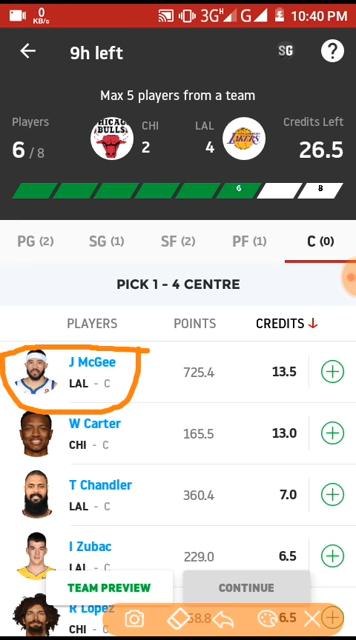 0
KB/s
3G H G 10:40 PM
9h left SG ?
Max 5 players from a team
Players CHI LAL Credits Left
6 / 8 2 4 26.5
CHICAGO
BULLS
LAKERS
6 8
PG (2) SG (1) SF (2) PF (1) C (0)
PICK 1 - 4 CENTRE
PLAYERS POINTS CREDITS ↓
J McGee
LAL - C 725.4 13.5
W Carter
CHI - C 165.5 13.0
T Chandler
LAL - C 360.4 7.0
I Zubac
LAL - C 229.0 6.5
TEAM PREVIEW CONTINUE
R Lopez
CHI - C 58.8 6.5